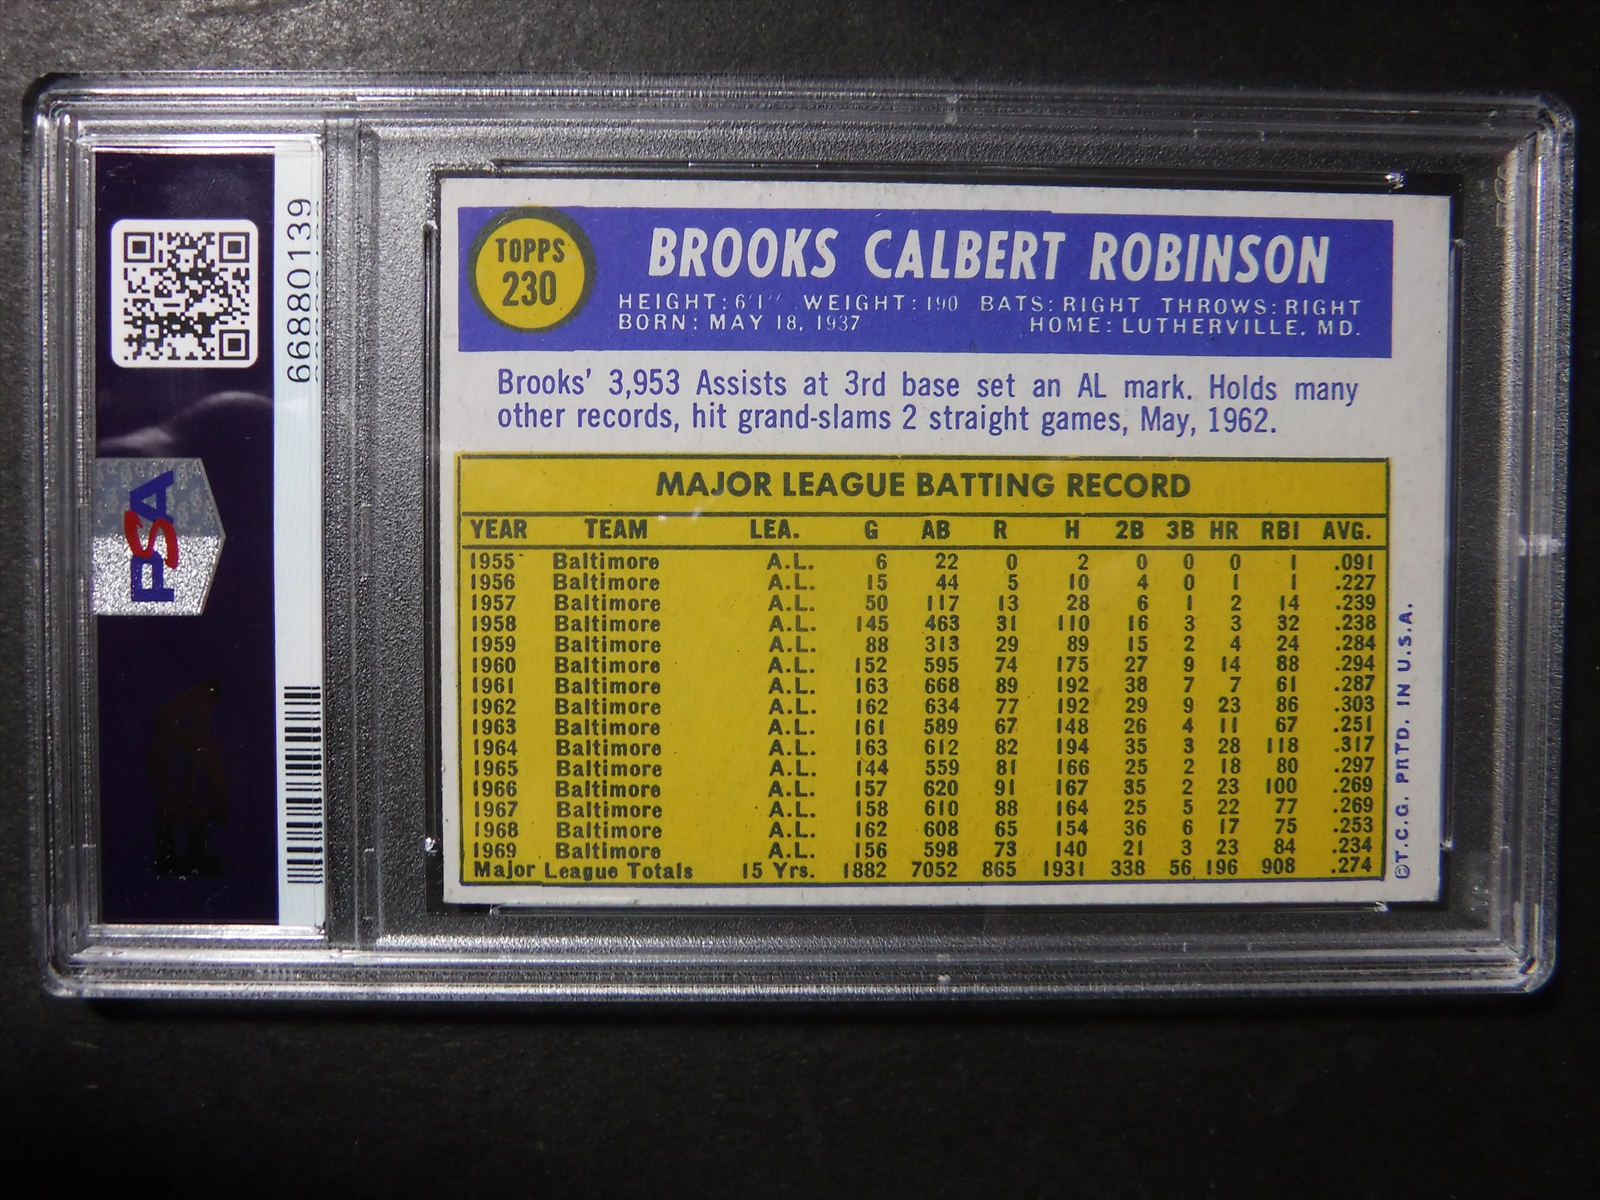 66880139
PSA
TOPPS
230
BROOKS CALBERT ROBINSON
HEIGHT: 6'1" WEIGHT: 190 BATS: RIGHT THROWS: RIGHT
BORN: MAY 18, 1937 HOME: LUTHERVILLE, MD.
Brooks' 3,953 Assists at 3rd base set an AL mark. Holds many
other records, hit grand-slams 2 straight games, May, 1962.
MAJOR LEAGUE BATTING RECORD
YEAR TEAM LEA. G AB R H 2B 3B HR RBI AVG.
1955 Baltimore A.L. 6 22 0 2 0 0 0 1 .091
1956 Baltimore A.L. 15 44 5 10 4 0 1 1 .227
1957 Baltimore A.L. 50 117 13 28 6 1 2 14 .239
1958 Baltimore A.L. 145 463 31 110 16 3 3 32 .238
1959 Baltimore A.L. 88 313 29 89 15 2 4 24 .284
1960 Baltimore A.L. 152 595 74 175 27 9 14 88 .294
1961 Baltimore A.L. 163 668 89 192 38 7 7 61 .287
1962 Baltimore A.L. 162 634 77 192 29 9 23 86 .303
1963 Baltimore A.L. 161 589 67 148 26 4 11 67 .251
1964 Baltimore A.L. 163 612 82 194 35 3 28 118 .317
1965 Baltimore A.L. 144 559 81 166 25 2 18 80 .297
1966 Baltimore A.L. 157 620 91 167 35 2 23 100 .269
1967 Baltimore A.L. 158 610 88 164 25 5 22 77 .269
1968 Baltimore A.L. 162 608 65 154 36 6 17 75 .253
1969 Baltimore A.L. 156 598 73 140 21 3 23 84 .234
Major League Totals 15 Yrs. 1882 7052 865 1931 338 56 196 908 .274
©T.C.G. PRTD. IN U.S.A.